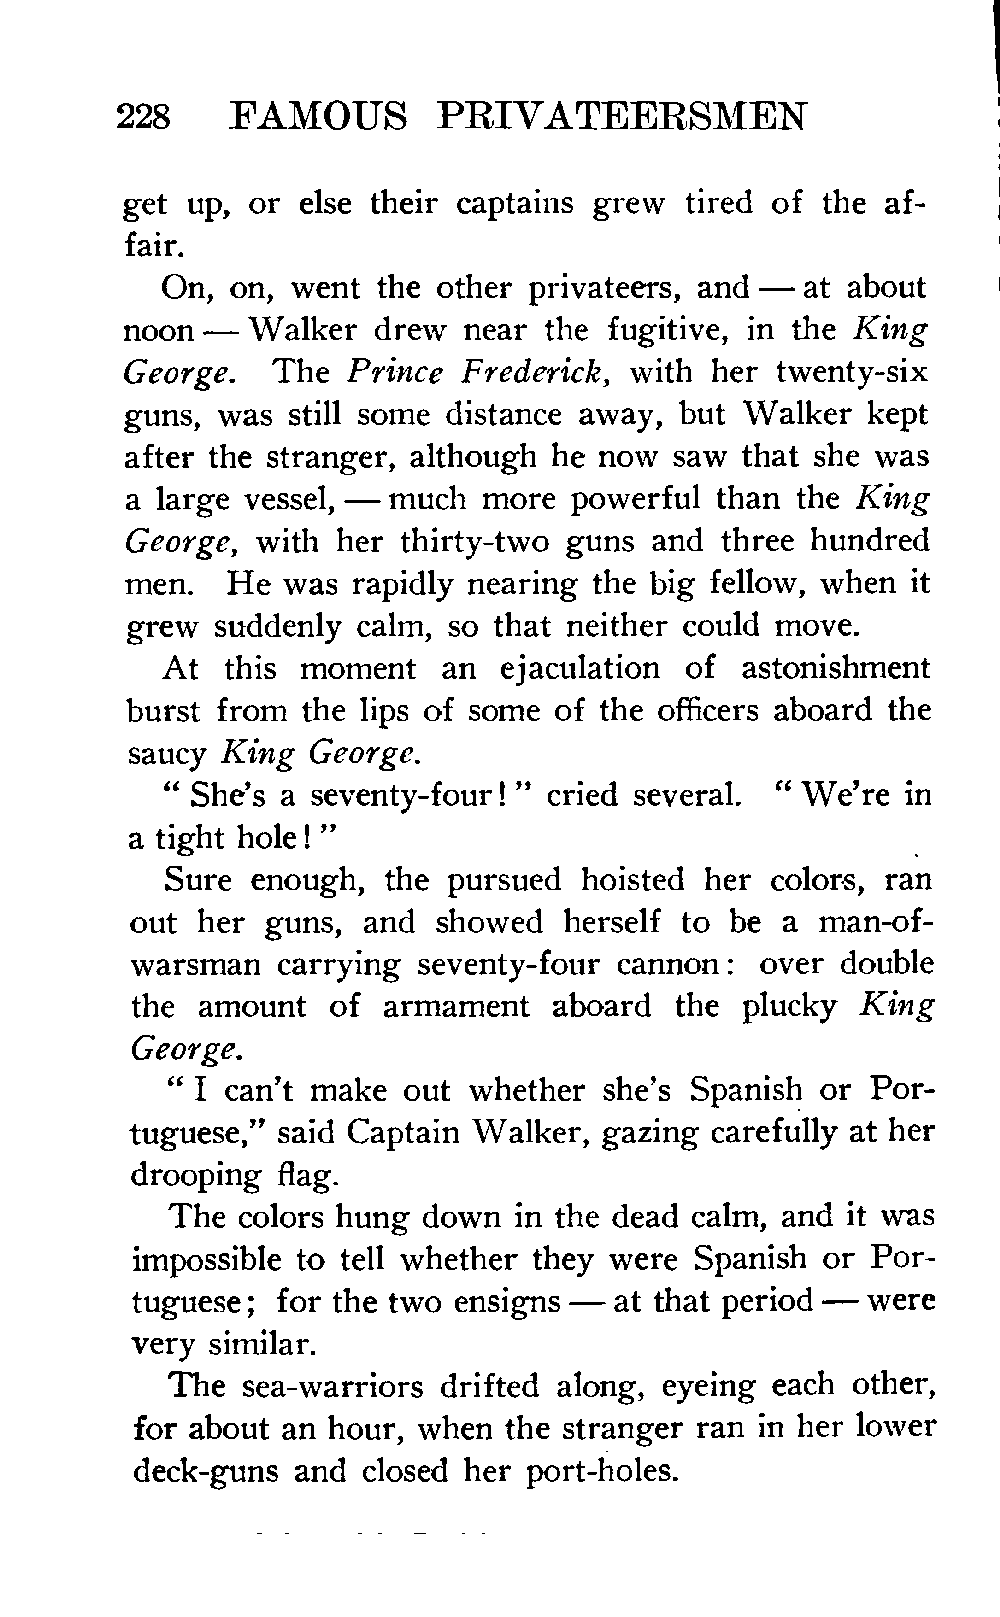 228 FAMOUS PRIVATEERSMEN
get up, or else their captains grew tired of the af-
fair.
On, on, went the other privateers, and — at about
noon — Walker drew near the fugitive, in the King
George. The Prince Frederick, with her twenty-six
guns, was still some distance away, but Walker kept
after the stranger, although he now saw that she was
a large vessel, — much more powerful than the King
George, with her thirty-two guns and three hundred
men. He was rapidly nearing the big fellow, when it
grew suddenly calm, so that neither could move.
At this moment an ejaculation of astonishment
burst from the lips of some of the officers aboard the
saucy King George.
“ She’s a seventy-four! ” cried several. “ We’re in
a tight hole! ”
Sure enough, the pursued hoisted her colors, ran
out her guns, and showed herself to be a man-of-
warsman carrying seventy-four cannon: over double
the amount of armament aboard the plucky King
George.
“ I can’t make out whether she’s Spanish or Por-
tuguese,” said Captain Walker, gazing carefully at her
drooping flag.
The colors hung down in the dead calm, and it was
impossible to tell whether they were Spanish or Por-
tuguese; for the two ensigns — at that period — were
very similar.
The sea-warriors drifted along, eyeing each other,
for about an hour, when the stranger ran in her lower
deck-guns and closed her port-holes.